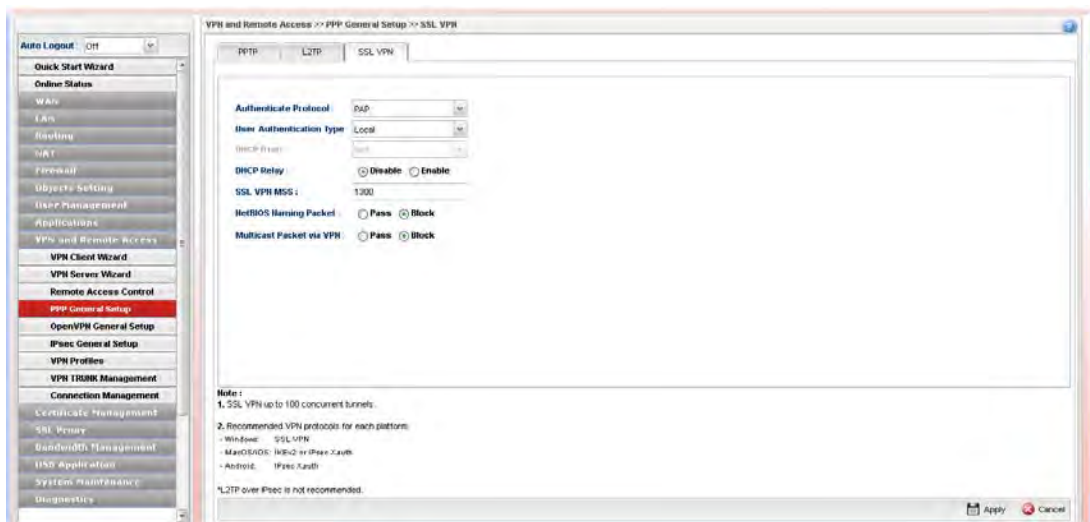 VPN and Remote Access >> PPP General Setup >> SSL VPN
Auto Logout : Off
Quick Start Wizard
Online Status
WAN
LAN
Routing
NAT
Firewall
Objects Setting
User Management
Applications
VPN and Remote Access
VPN Client Wizard
VPN Server Wizard
Remote Access Control
PPP General Setup
OpenVPN General Setup
IPsec General Setup
VPN Profiles
VPN TRUNK Management
Connection Management
Certificate Management
SSL Proxy
Bandwidth Management
USB Application
System Maintenance
Diagnostics
PPTP L2TP SSL VPN
Authenticate Protocol : PAP
User Authentication Type : Local
DHCP
DHCP Relay : Disable Enable
SSL VPN MSS : 1300
NetBIOS Naming Packet : Pass Block
Multicast Packet via VPN : Pass Block
Note :
1. SSL VPN up to 100 concurrent tunnels.
2. Recommended VPN protocols for each platform:
- Windows: SSL VPN
- MacOS/iOS: IKEv2 or IPsec Xauth
- Android: IPsec Xauth
*L2TP over IPsec is not recommended.
Apply Cancel